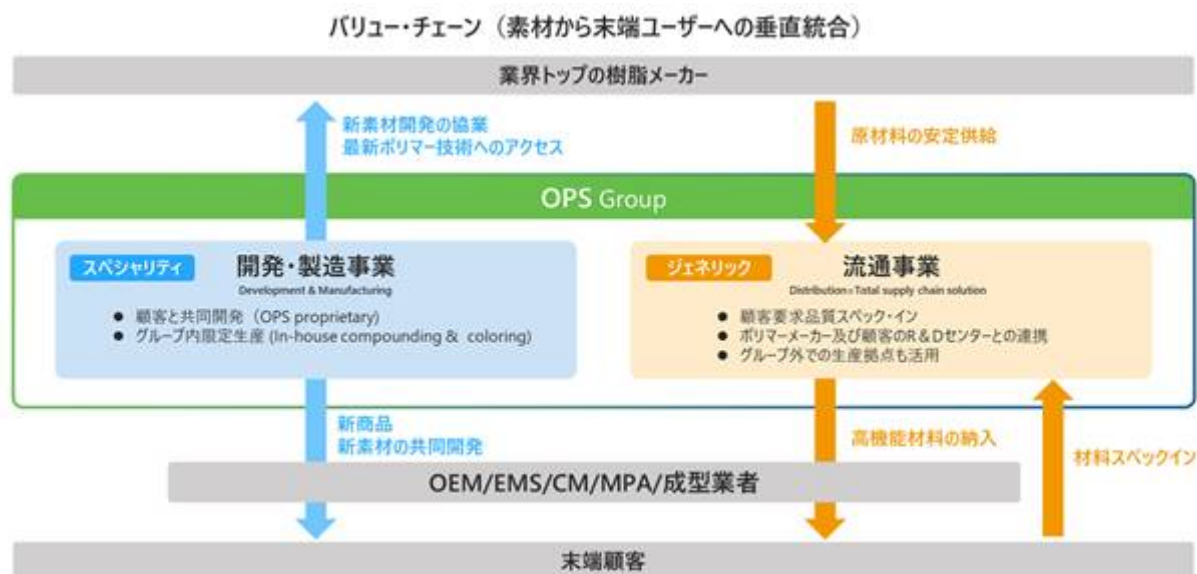 バリュー・チェーン（素材から末端ユーザーへの垂直統合）
業界トップの樹脂メーカー
新素材開発の協業
最新ポリマー技術へのアクセス
原材料の安定供給
OPS Group
スペシャリティ 開発・製造事業
Development & Manufacturing
● 顧客と共同開発（OPS proprietary)
● グループ内限定生産 (In-house compounding & coloring)
ジェネリック 流通事業
Distribution=Total supply chain solution
● 顧客要求品質スペック・イン
● ポリマーメーカー及び顧客のR&Dセンターとの連携
● グループ外での生産拠点も活用
新商品
新素材の共同開発
高機能材料の納入
材料スペックイン
OEM/EMS/CM/MPA/成型業者
末端顧客